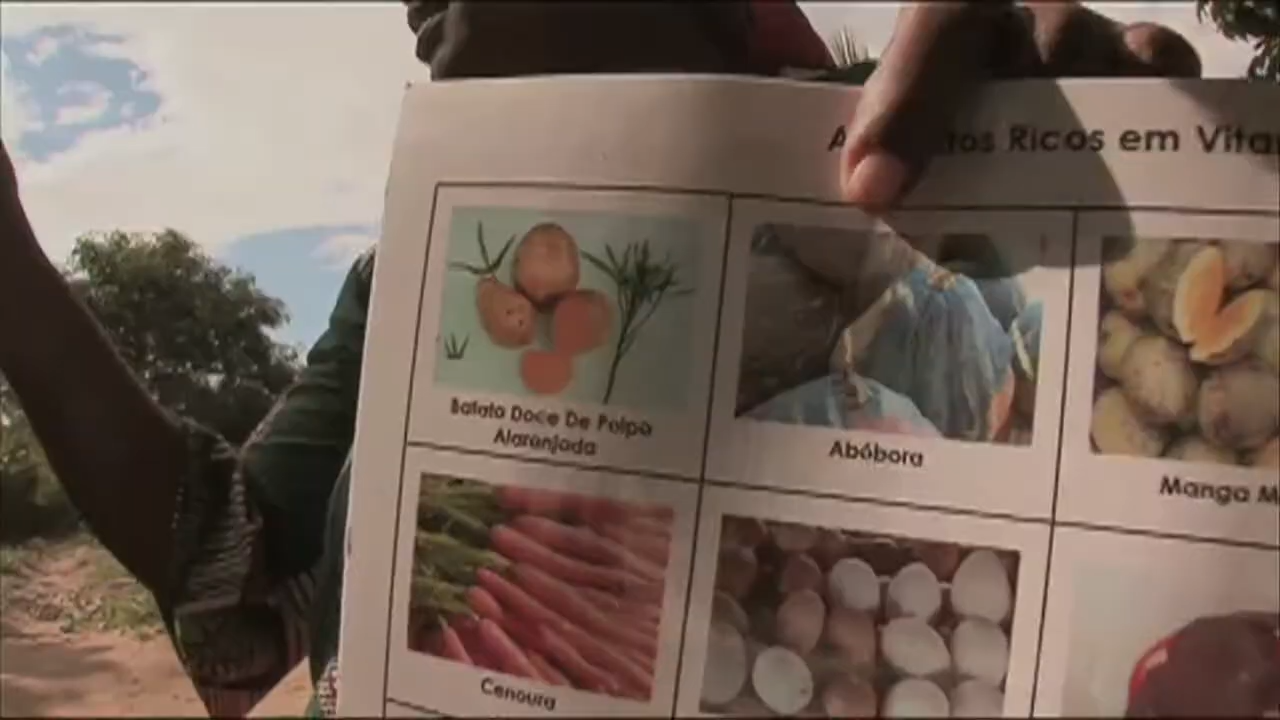 Ricos em
Batata Doce De Polpa
Alaranjada
Abóbora
Manga
Cenoura